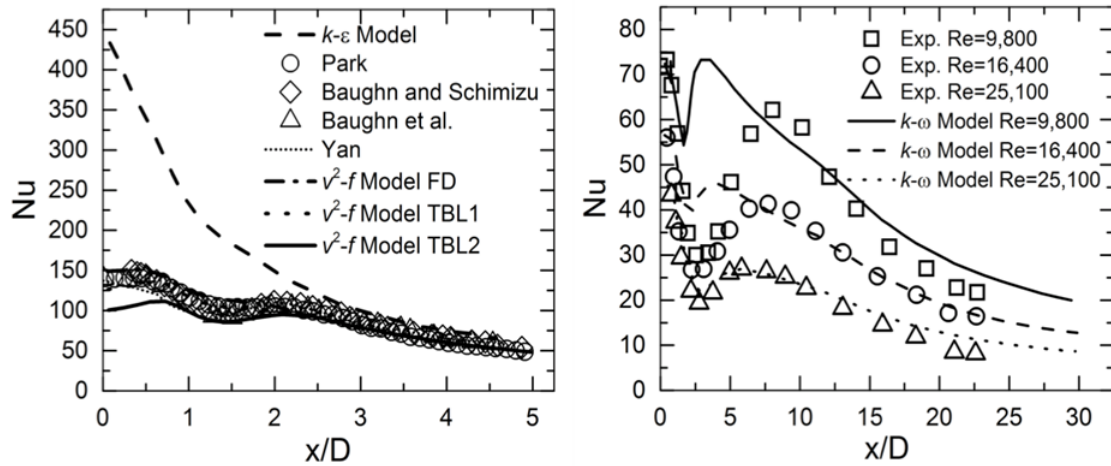 Nu
450
400
350
300
250
200
150
100
50
0
0 1 2 3 4 5
x/D
k-ε Model
Park
Baughn and Schimizu
Baughn et al.
Yan
v²-f Model FD
v²-f Model TBL1
v²-f Model TBL2
Nu
80
70
60
50
40
30
20
10
0
0 5 10 15 20 25 30
x/D
Exp. Re=9,800
Exp. Re=16,400
Exp. Re=25,100
k-ω Model Re=9,800
k-ω Model Re=16,400
k-ω Model Re=25,100